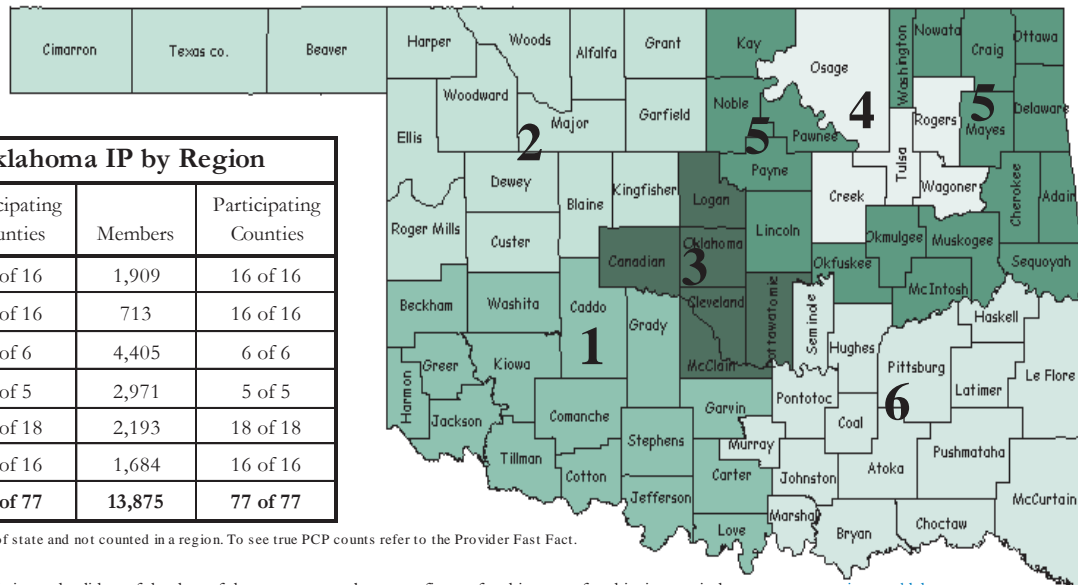 Cimarron
Texas co.
Beaver
Harper
Woods
Alfalfa
Grant
Kay
Osage
Washington
Nowata
Craig
Ottawa
Woodward
Ellis
Major
Garfield
Noble
Pawnee
4
Rogers
5
Mayes
Delaware
2
5
Tulsa
Dewey
Blaine
Kingfisher
Logan
Payne
Creek
Wagoner
Cherokee
Adair
Roger Mills
Custer
Canadian
Oklahoma
3
Lincoln
Okmulgee
Muskogee
Okfuskee
Sequoyah
McIntosh
Beckham
Washita
Caddo
Grady
Cleveland
ottawatomie
Seminole
Hughes
Haskell
Harmon
Greer
Kiowa
1
McClain
Pittsburg
Latimer
Le Flore
6
Jackson
Comanche
Garvin
Pontotoc
Coal
Tillman
Cotton
Stephens
Murray
Carter
Johnston
Atoka
Pushmataha
Jefferson
Love
Marshal
Bryan
Choctaw
McCurtain
klahoma IP by Region
cipating Members Participating
unties Counties
of 16 1,909 16 of 16
of 16 713 16 of 16
of 6 4,405 6 of 6
of 5 2,971 5 of 5
of 18 2,193 18 of 18
of 16 1,684 16 of 16
of 77 13,875 77 of 77
of state and not counted in a region. To see true PCP counts refer to the Provider Fast Fact.